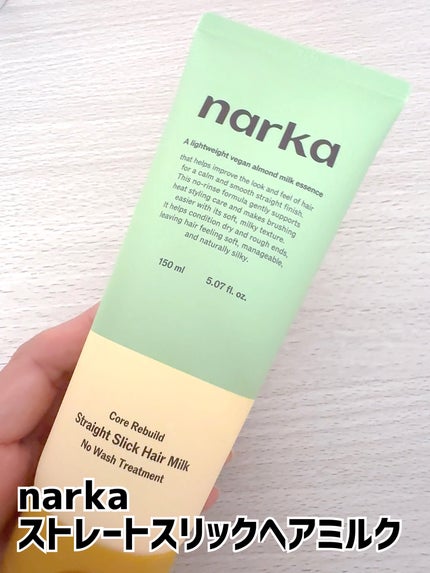 narka
A lightweight vegan almond milk essence
that helps improve the look and feel of hair
for a calm and smooth straight finish.
This no-rinse formula gently supports
heat styling care and makes brushing
easier with its soft, milky texture.
it helps condition dry and rough ends,
leaving hair feeling soft, manageable,
and naturally silky.
150 ml 5.07 fl. oz.
Core Rebuild
Straight Slick Hair Milk
No Wash Treatment
narka
ストレートスリックヘアミルク